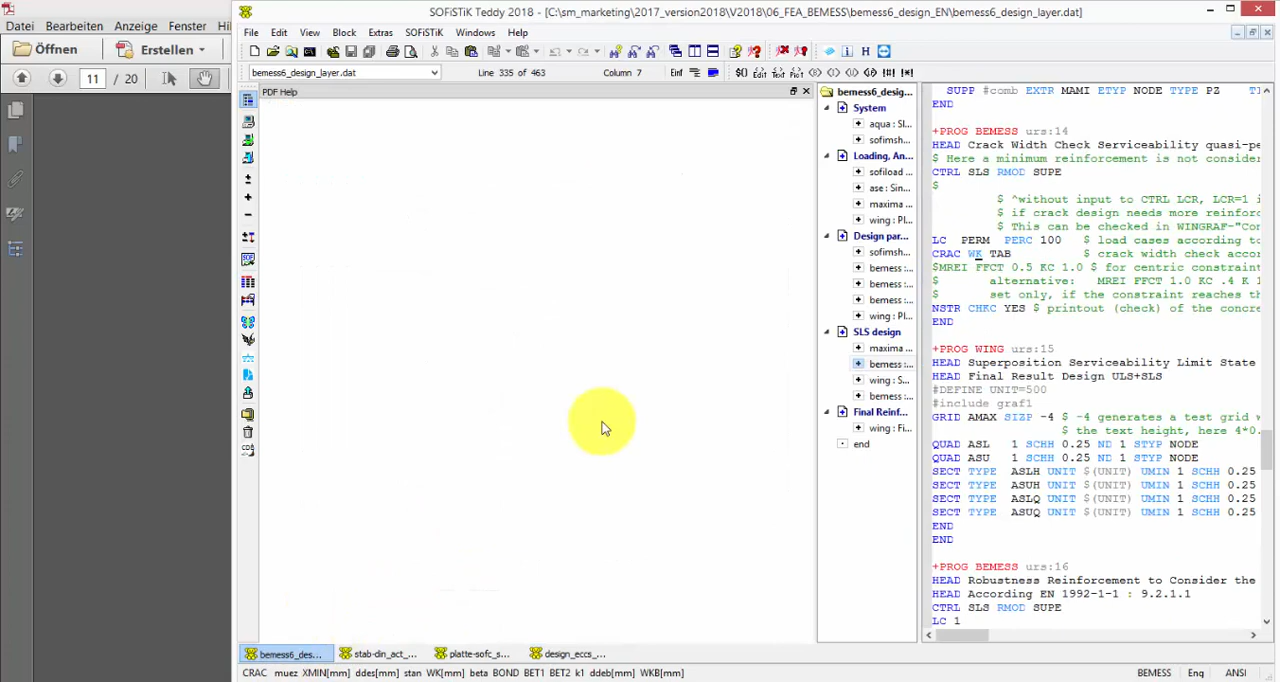 SOFiSTiK Teddy 2018 - [C:\sm_marketing\2017_version2018\V2018\06_FEA_BEMESS\bemess6_design_EN\bemess6_design_layer.dat]
Datei Bearbeiten Anzeige Fenster Hil
File Edit View Block Extras SOFiSTiK Windows Help
Öffnen Erstellen
bemess6_design_layer.dat Line 335 of 463 Column 7 Einf
11 / 20
PDF Help
bemess6_desig...
System
aqua : Sl...
sofimsh...
Loading, An...
sofiload ...
ase : Sin...
maxima ...
wing : Pl...
Design par...
sofimsh...
bemess :...
bemess :...
bemess :...
wing : Pl...
SLS design
maxima ...
bemess :...
wing : S...
bemess :...
Final Reinf...
wing : Fi...
end
SUPP #comb EXTR MAMI ETYP NODE TYPE PZ
END
+PROG BEMESS urs:14
HEAD Crack Width Check Serviceability quasi-pe
$ Here a minimum reinforcement is not consider
CTRL SLS RMOD SUPE
$
$ ^without input to CTRL LCR, LCR=1 i
$ if crack design needs more reinfor
$ This can be checked in WINGRAF-"Con
LC PERM PERC 100 $ load cases according to
CRAC WK TAB $ crack width check accor
$MREI FFCT 0.5 KC 1.0 $ for centric constraint
$ alternative: MREI FFCT 1.0 KC .4 K 1
$ set only, if the constraint reaches th
NSTR CHKC YES $ printout (check) of the concre
END
+PROG WING urs:15
HEAD Superposition Serviceability Limit State
HEAD Final Result Design ULS+SLS
#DEFINE UNIT=500
#include graf1
GRID AMAX SIZP -4 $ -4 generates a test grid w
$ the text height, here 4*0.
QUAD ASL 1 SCHH 0.25 ND 1 STYP NODE
QUAD ASU 1 SCHH 0.25 ND 1 STYP NODE
SECT TYPE ASLH UNIT $(UNIT) UMIN 1 SCHH 0.25
SECT TYPE ASUH UNIT $(UNIT) UMIN 1 SCHH 0.25
SECT TYPE ASLQ UNIT $(UNIT) UMIN 1 SCHH 0.25
SECT TYPE ASUQ UNIT $(UNIT) UMIN 1 SCHH 0.25
END
END
+PROG BEMESS urs:16
HEAD Robustness Reinforcement to Consider the
HEAD According EN 1992-1-1 : 9.2.1.1
CTRL SLS RMOD SUPE
LC 1
bemess6_des... stab-din_act_... platte-sofc_s... design_eccs_...
CRAC muez XMIN[mm] ddes[mm] stan WK[mm] beta BOND BET1 BET2 k1 ddeb[mm] WKB[mm] BEMESS Eng ANSI